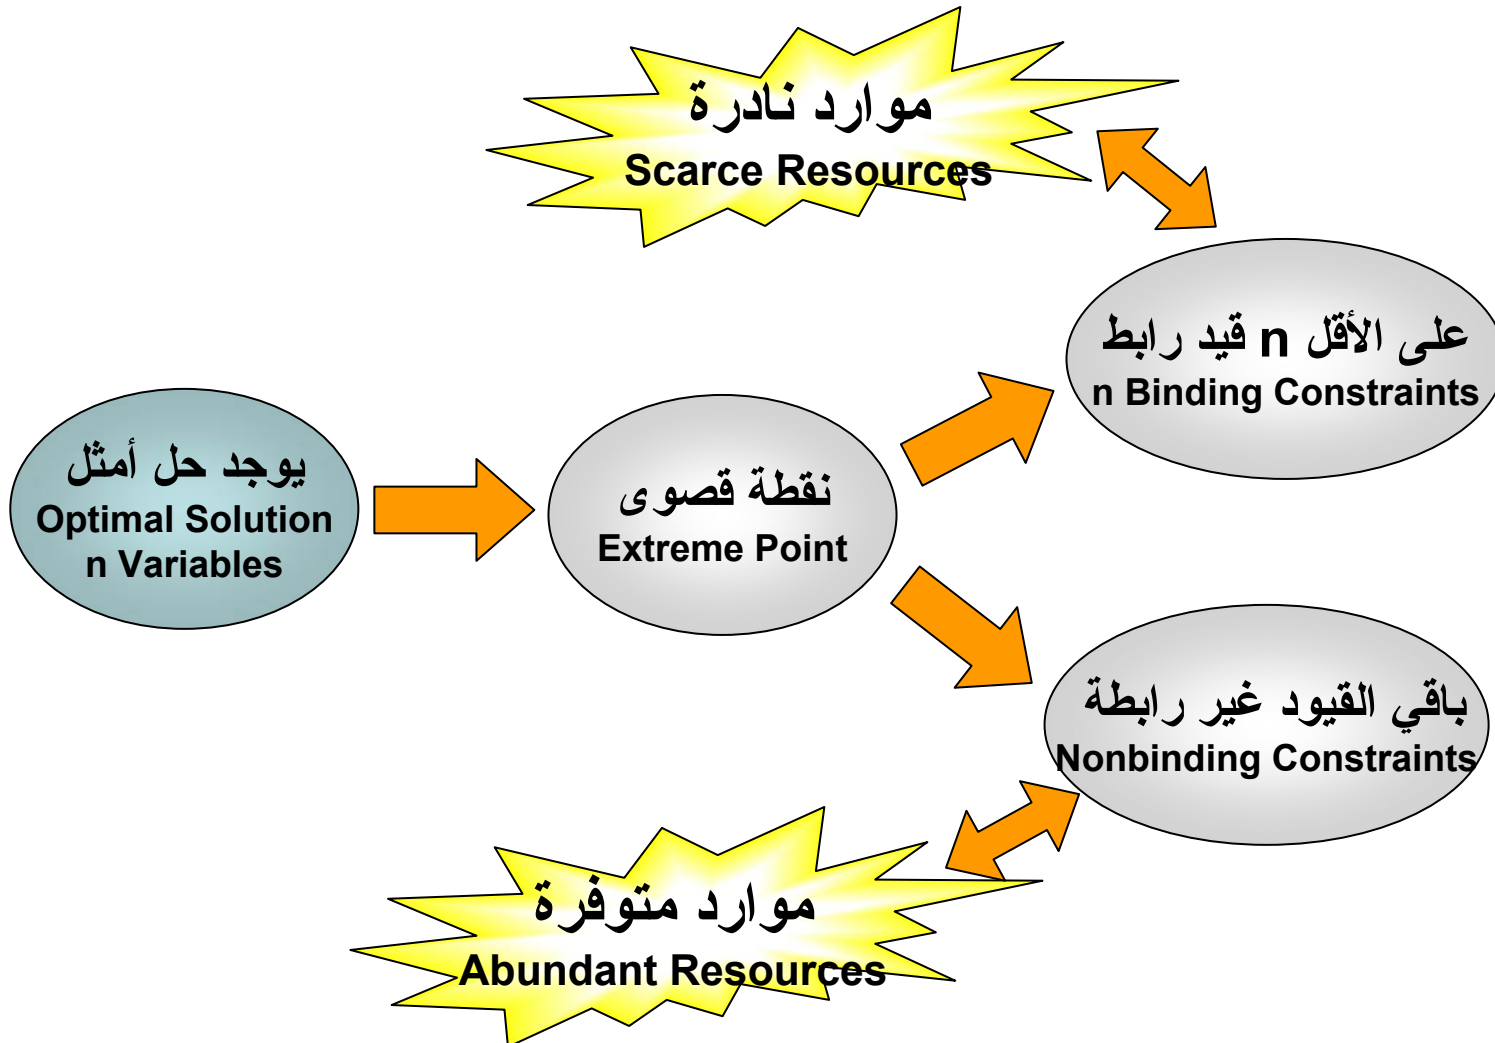 موارد نادرة
Scarce Resources
على الأقل n قيد رابط
n Binding Constraints
يوجد حل أمثل
Optimal Solution
n Variables
نقطة قصوى
Extreme Point
باقي القيود غير رابطة
Nonbinding Constraints
موارد متوفرة
Abundant Resources